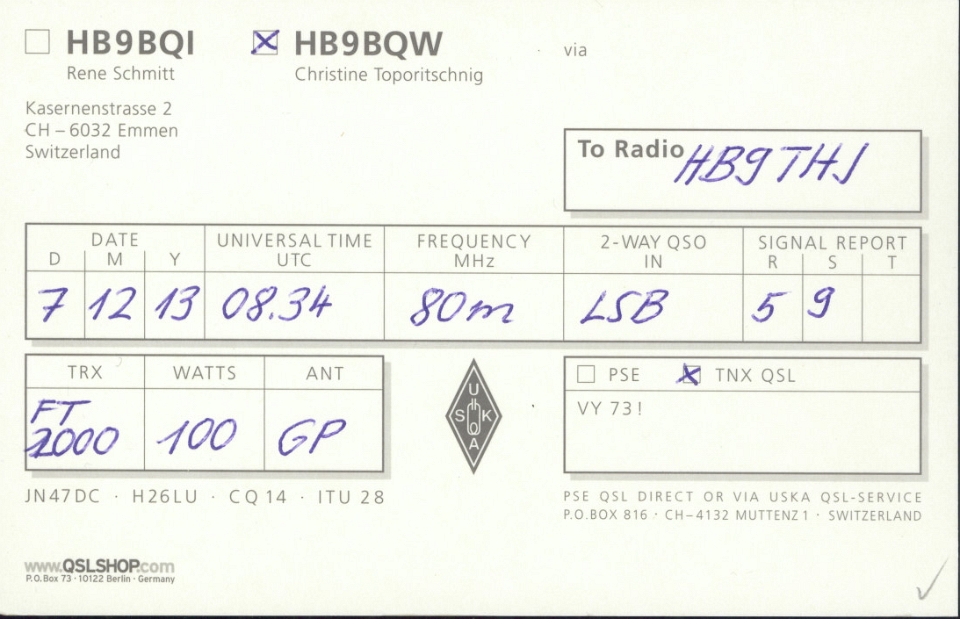 HB9BQI HB9BQW via
Rene Schmitt Christine Toporitschnig
Kasernenstrasse 2
CH – 6032 Emmen
Switzerland
To Radio HB9THJ
DATE UNIVERSAL TIME FREQUENCY 2-WAY QSO SIGNAL REPORT
D M Y UTC MHz IN R S T
7 12 13 08.34 80m LSB 5 9
TRX WATTS ANT
FT
2000 100 GP
USKA
PSE TNX QSL
VY 73!
JN47DC · H26LU · CQ 14 · ITU 28
PSE QSL DIRECT OR VIA USKA QSL-SERVICE
P.O.BOX 816 · CH–4132 MUTTENZ 1 · SWITZERLAND
www.QSLSHOP.com
P.O. Box 73 · 10122 Berlin · Germany